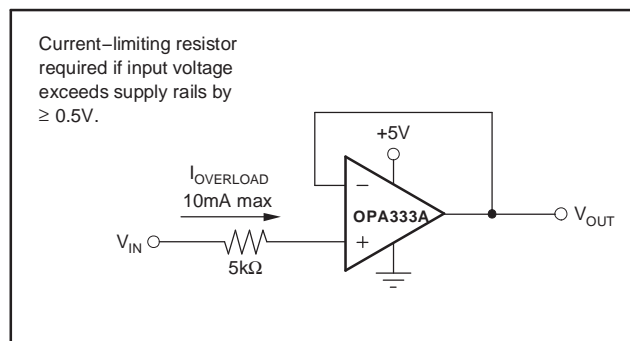 Current–limiting resistor
required if input voltage
exceeds supply rails by
≥ 0.5V.
+5V
I_OVERLOAD
10mA max
−
OPA333A
V_OUT
V_IN
+
5kΩ